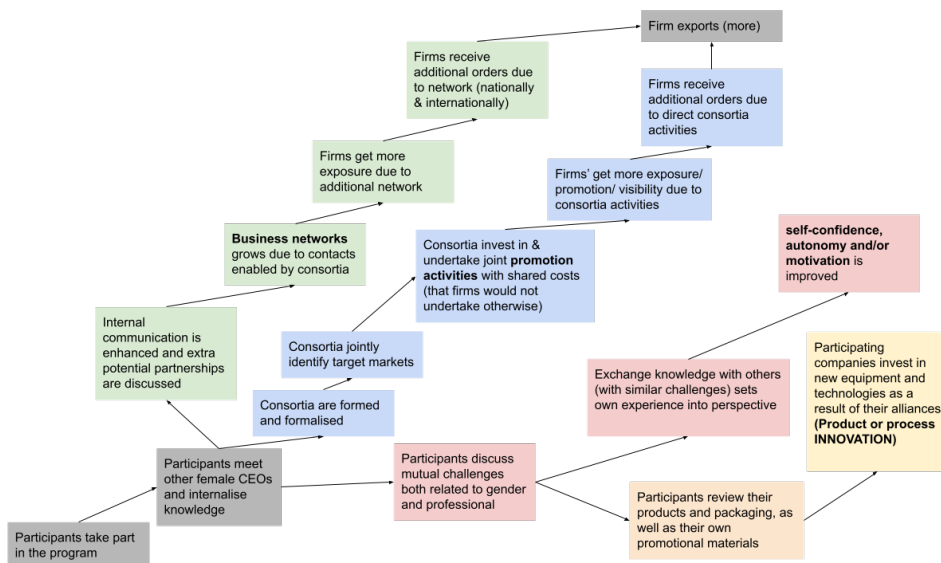 Firm exports (more)
Firms receive
additional orders due
to network (nationally
& internationally)
Firms receive
additional orders due
to direct consortia
activities
Firms get more
exposure due to
additional network
Firms' get more exposure/
promotion/ visibility due to
consortia activities
Business networks
grows due to contacts
enabled by consortia
Consortia invest in &
undertake joint promotion
activities with shared costs
(that firms would not
undertake otherwise)
self-confidence,
autonomy and/or
motivation is
improved
Internal
communication is
enhanced and extra
potential partnerships
are discussed
Consortia jointly
identify target markets
Exchange knowledge with others
(with similar challenges) sets
own experience into perspective
Participating
companies invest in
new equipment and
technologies as a
result of their alliances
(Product or process
INNOVATION)
Consortia are formed
and formalised
Participants meet
other female CEOs
and internalise
knowledge
Participants discuss
mutual challenges
both related to gender
and professional
Participants review their
products and packaging, as
well as their own
promotional materials
Participants take part
in the program